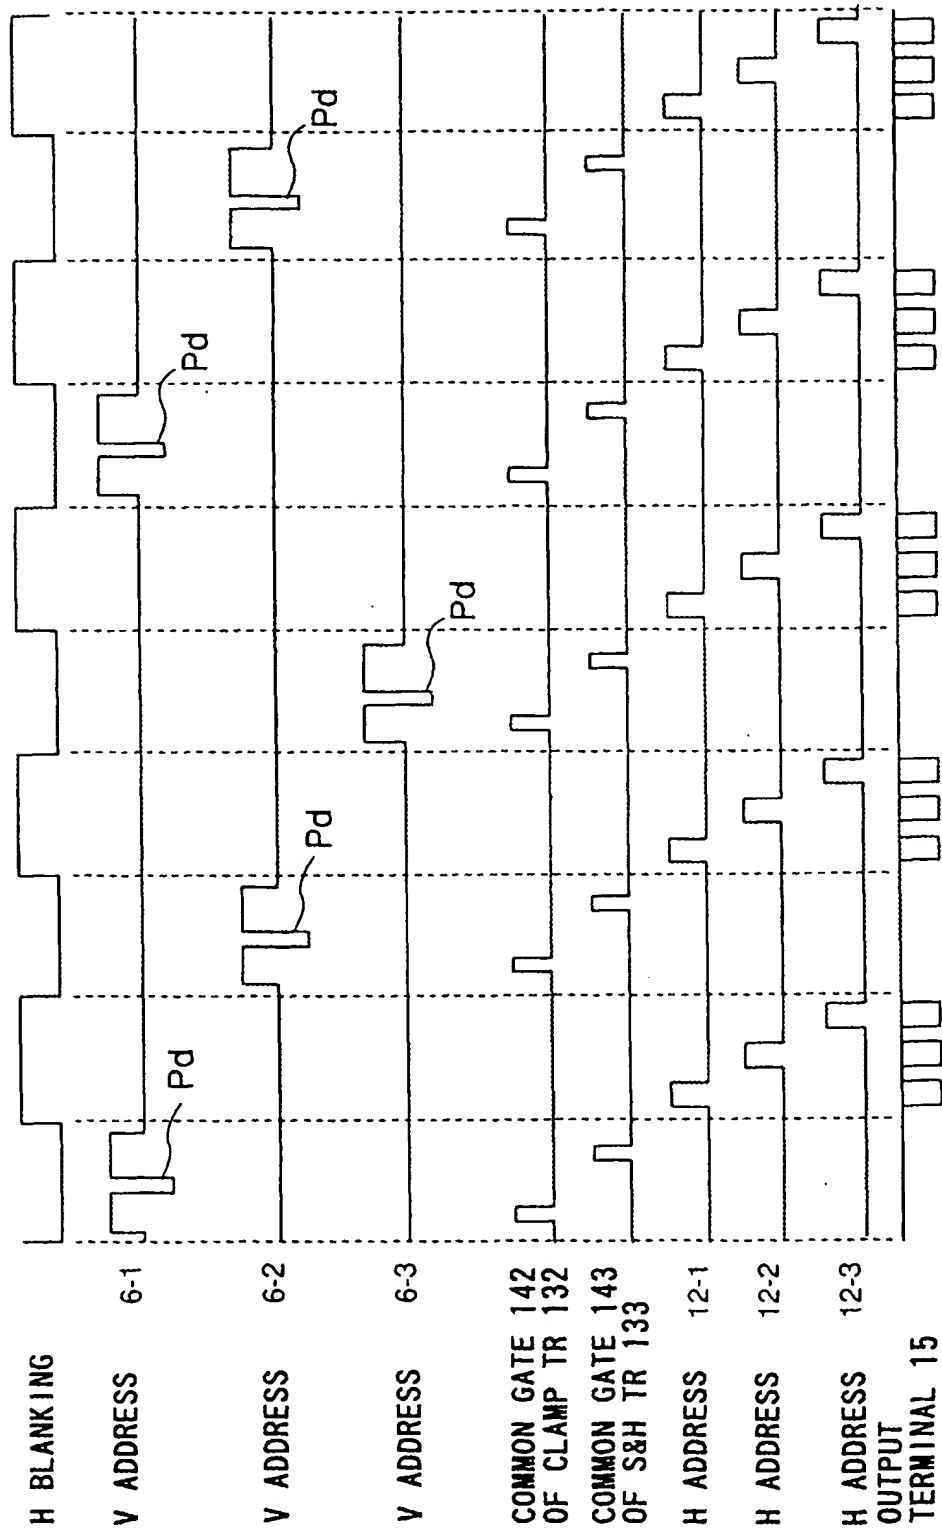 H BLANKING
V ADDRESS 6-1
V ADDRESS 6-2
V ADDRESS 6-3
COMMON GATE 142
OF CLAMP TR 132
COMMON GATE 143
OF S&H TR 133
H ADDRESS 12-1
H ADDRESS 12-2
H ADDRESS 12-3
OUTPUT
TERMINAL 15
Pd
Pd
Pd
Pd
Pd